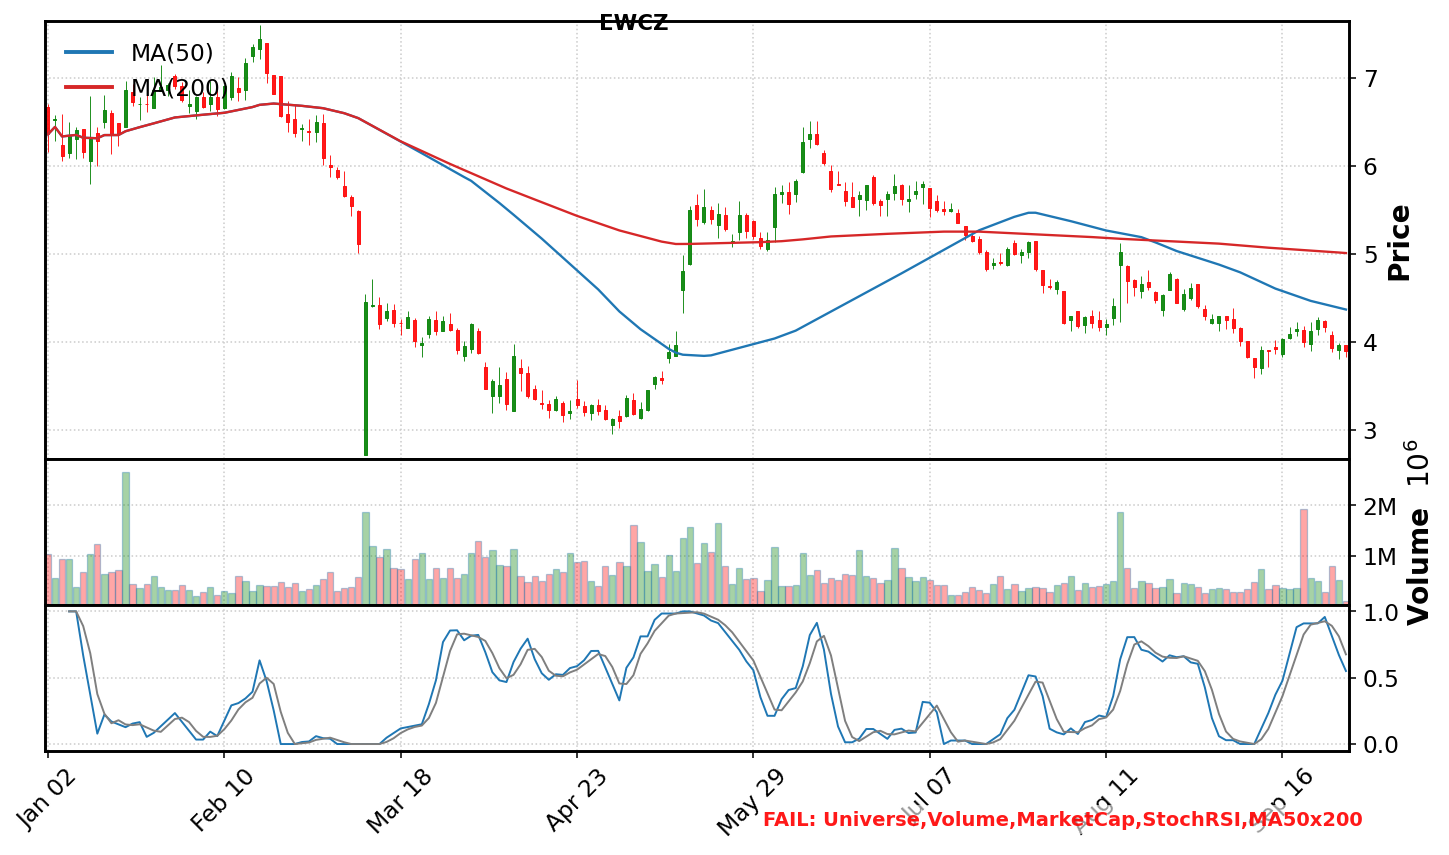 EWCZ
MA(50)
MA(200)
7
6
5
4
3
Price
10⁶
2M
1M
Volume
1.0
0.5
0.0
Jan 02
Feb 10
Mar 18
Apr 23
May 29
Jul 07
Aug 11
Sep 16
FAIL: Universe,Volume,MarketCap,StochRSI,MA50x200